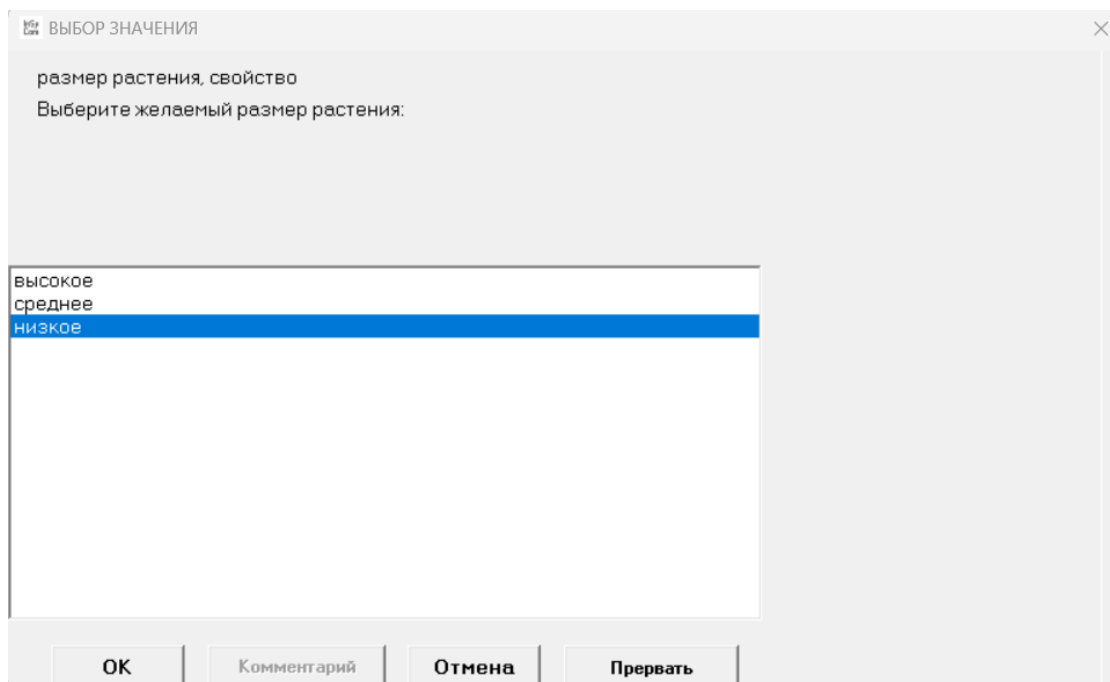 ВЫБОР ЗНАЧЕНИЯ
размер растения, свойство
Выберите желаемый размер растения:
высокое
среднее
низкое
OK Комментарий Отмена Прервать